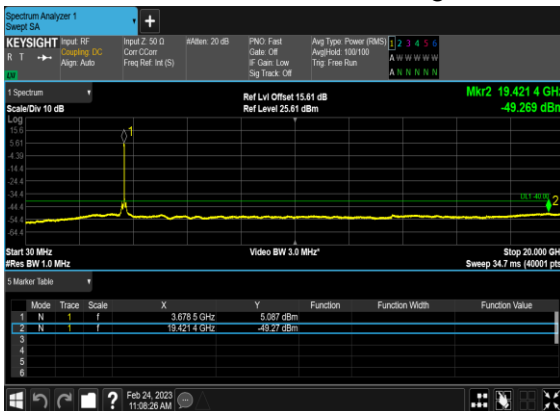 Spectrum Analyzer 1
Swept SA
+
KEYSIGHT Input: RF Input Z: 50 Ω #Atten: 20 dB PNO: Fast Avg Type: Power (RMS) 1 2 3 4 5 6
R T Coupling: DC Corr CCorr Gate: Off Avg|Hold: 100/100 A W W W W W
Align: Auto Freq Ref: Int (S) IF Gain: Low Trig: Free Run
LV Sig Track: Off A N N N N N
1 Spectrum Ref Lvl Offset 15.61 dB Mkr2 19.421 4 GHz
Scale/Div 10 dB Ref Level 25.61 dBm -49.269 dBm
Log
15.6
1
5.61
-4.39
-14.4
-24.4
-34.4
DL1 -40.00
2
-44.4
-54.4
-64.4
Start 30 MHz Video BW 3.0 MHz* Stop 20.000 GHz
#Res BW 1.0 MHz Sweep 34.7 ms (40001 pts)
5 Marker Table
Mode Trace Scale X Y Function Function Width Function Value
1 N 1 f 3.678 5 GHz 5.087 dBm
2 N 1 f 19.421 4 GHz -49.27 dBm
3
4
5
6
? Feb 24, 2023
11:08:26 AM